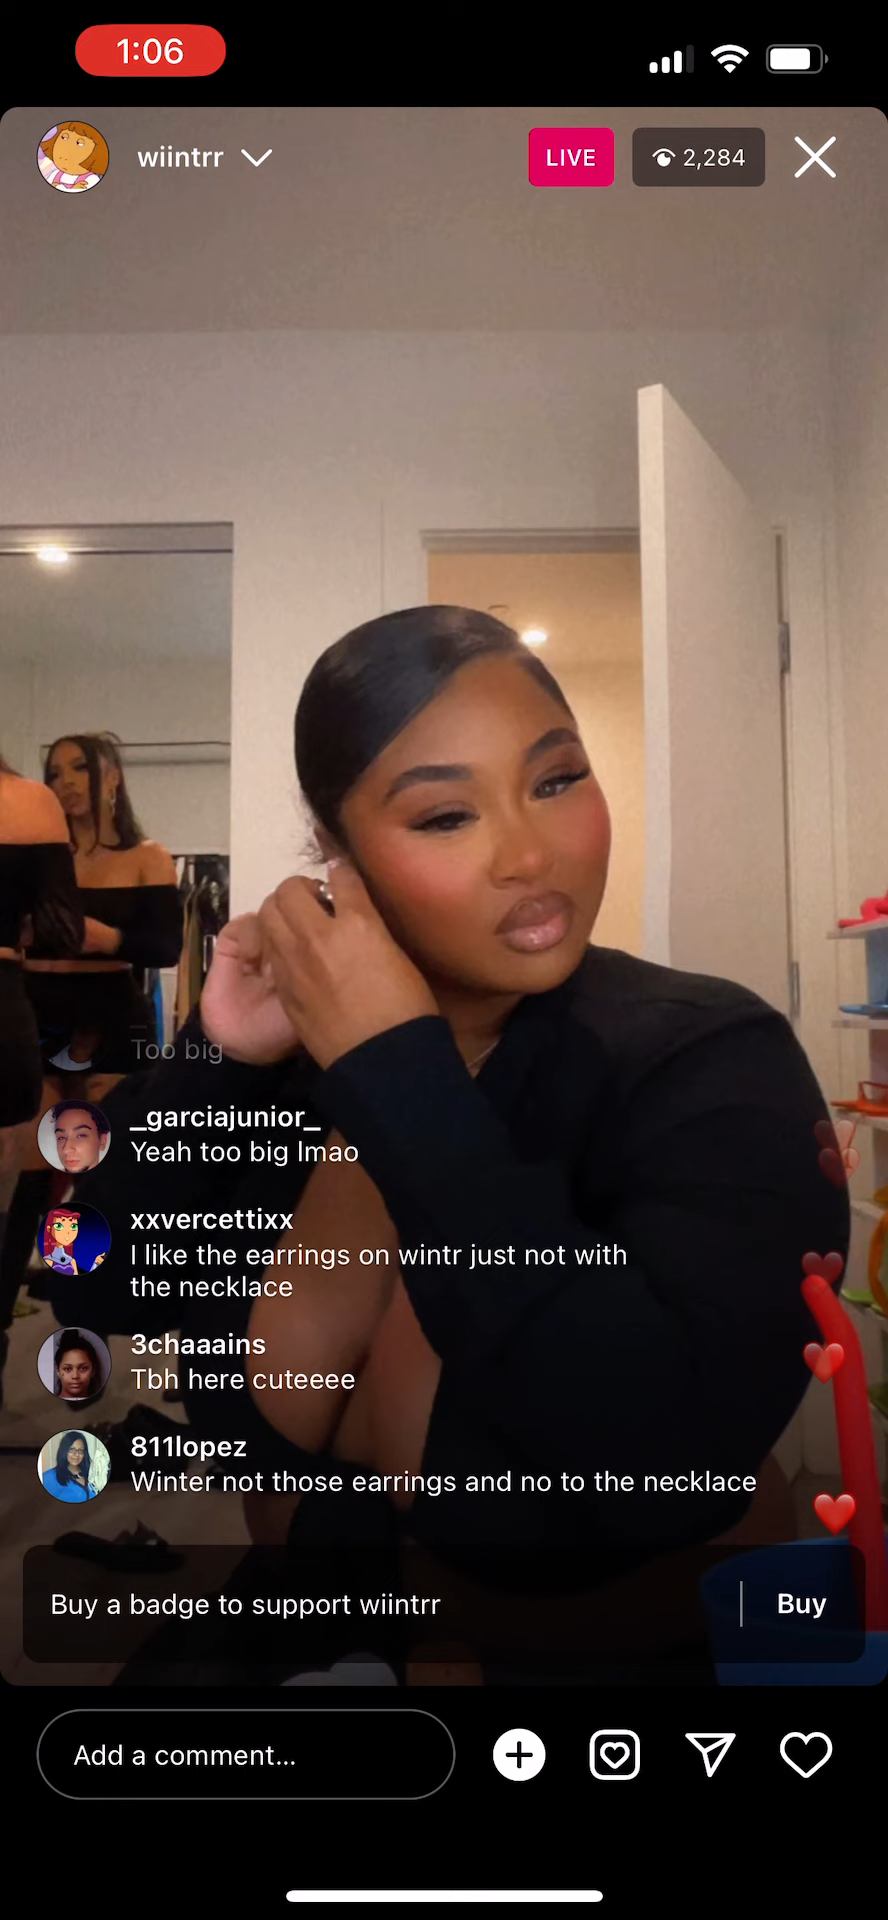 1:06
wiintrr
LIVE
2,284
Too big
_garciajunior_
Yeah too big lmao
xxvercettixx
I like the earrings on wintr just not with
the necklace
3chaaains
Tbh here cuteeee
811lopez
Winter not those earrings and no to the necklace
Buy a badge to support wiintrr
Buy
Add a comment...